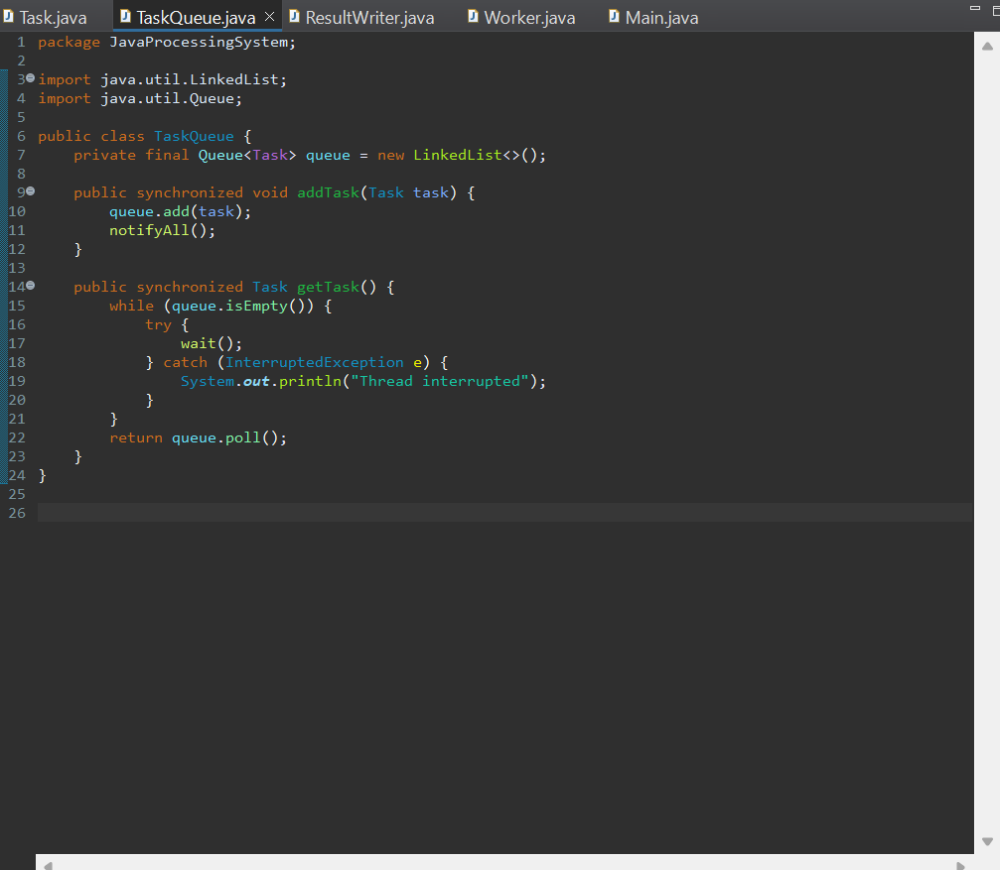 Task.java TaskQueue.java ResultWriter.java Worker.java Main.java
1 package JavaProcessingSystem;
2
3 import java.util.LinkedList;
4 import java.util.Queue;
5
6 public class TaskQueue {
7     private final Queue<Task> queue = new LinkedList<>();
8
9     public synchronized void addTask(Task task) {
10         queue.add(task);
11         notifyAll();
12     }
13
14     public synchronized Task getTask() {
15         while (queue.isEmpty()) {
16             try {
17                 wait();
18             } catch (InterruptedException e) {
19                 System.out.println("Thread interrupted");
20             }
21         }
22         return queue.poll();
23     }
24 }
25
26